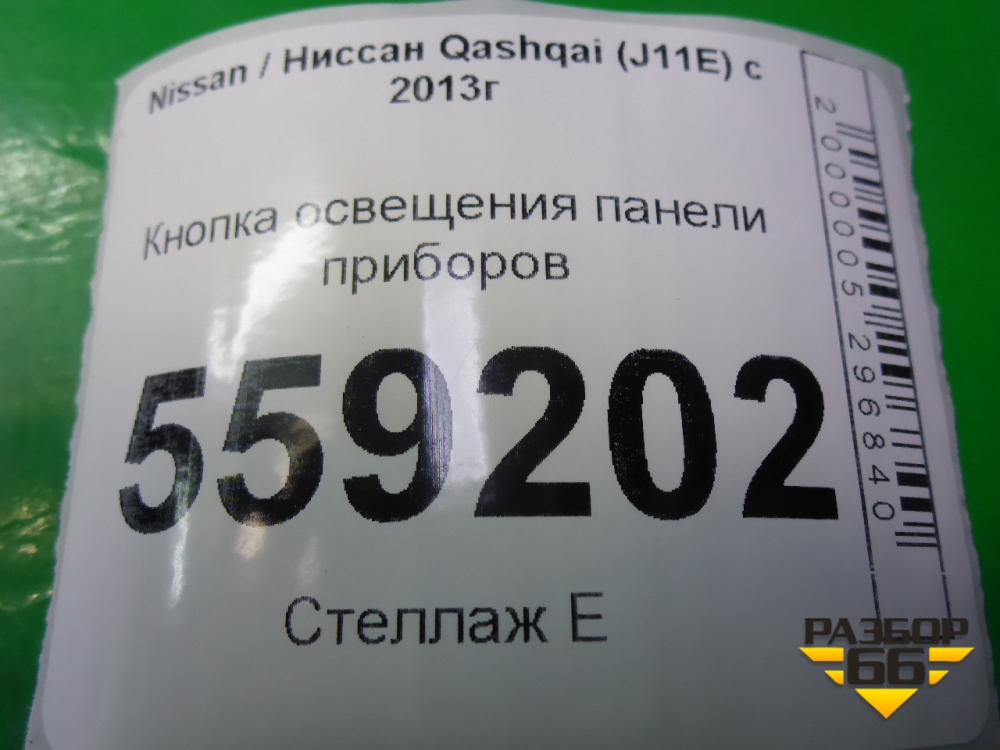 Nissan / Ниссан Qashqai (J11E) с
2013г
Кнопка освещения панели
приборов
559202
Стеллаж Е
2000005296840
РАЗБОР
66